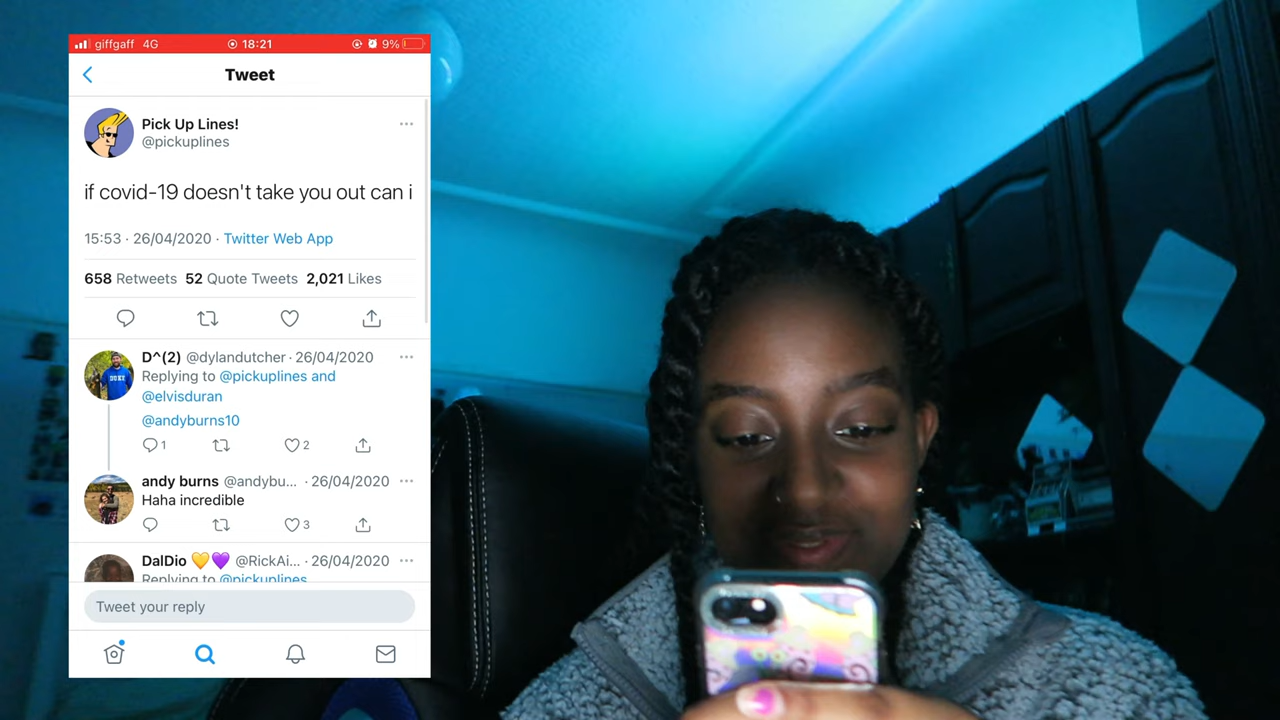 giffgaff 4G 18:21 9%
Tweet
Pick Up Lines!
@pickuplines
if covid-19 doesn't take you out can i
15:53 · 26/04/2020 · Twitter Web App
658 Retweets 52 Quote Tweets 2,021 Likes
D^(2) @dylandutcher · 26/04/2020
Replying to @pickuplines and
@elvisduran
@andyburns10
1 2
andy burns @andybu... · 26/04/2020
Haha incredible
3
DalDio 💛💜 @RickAi... · 26/04/2020
Replying to @pickuplines
Tweet your reply